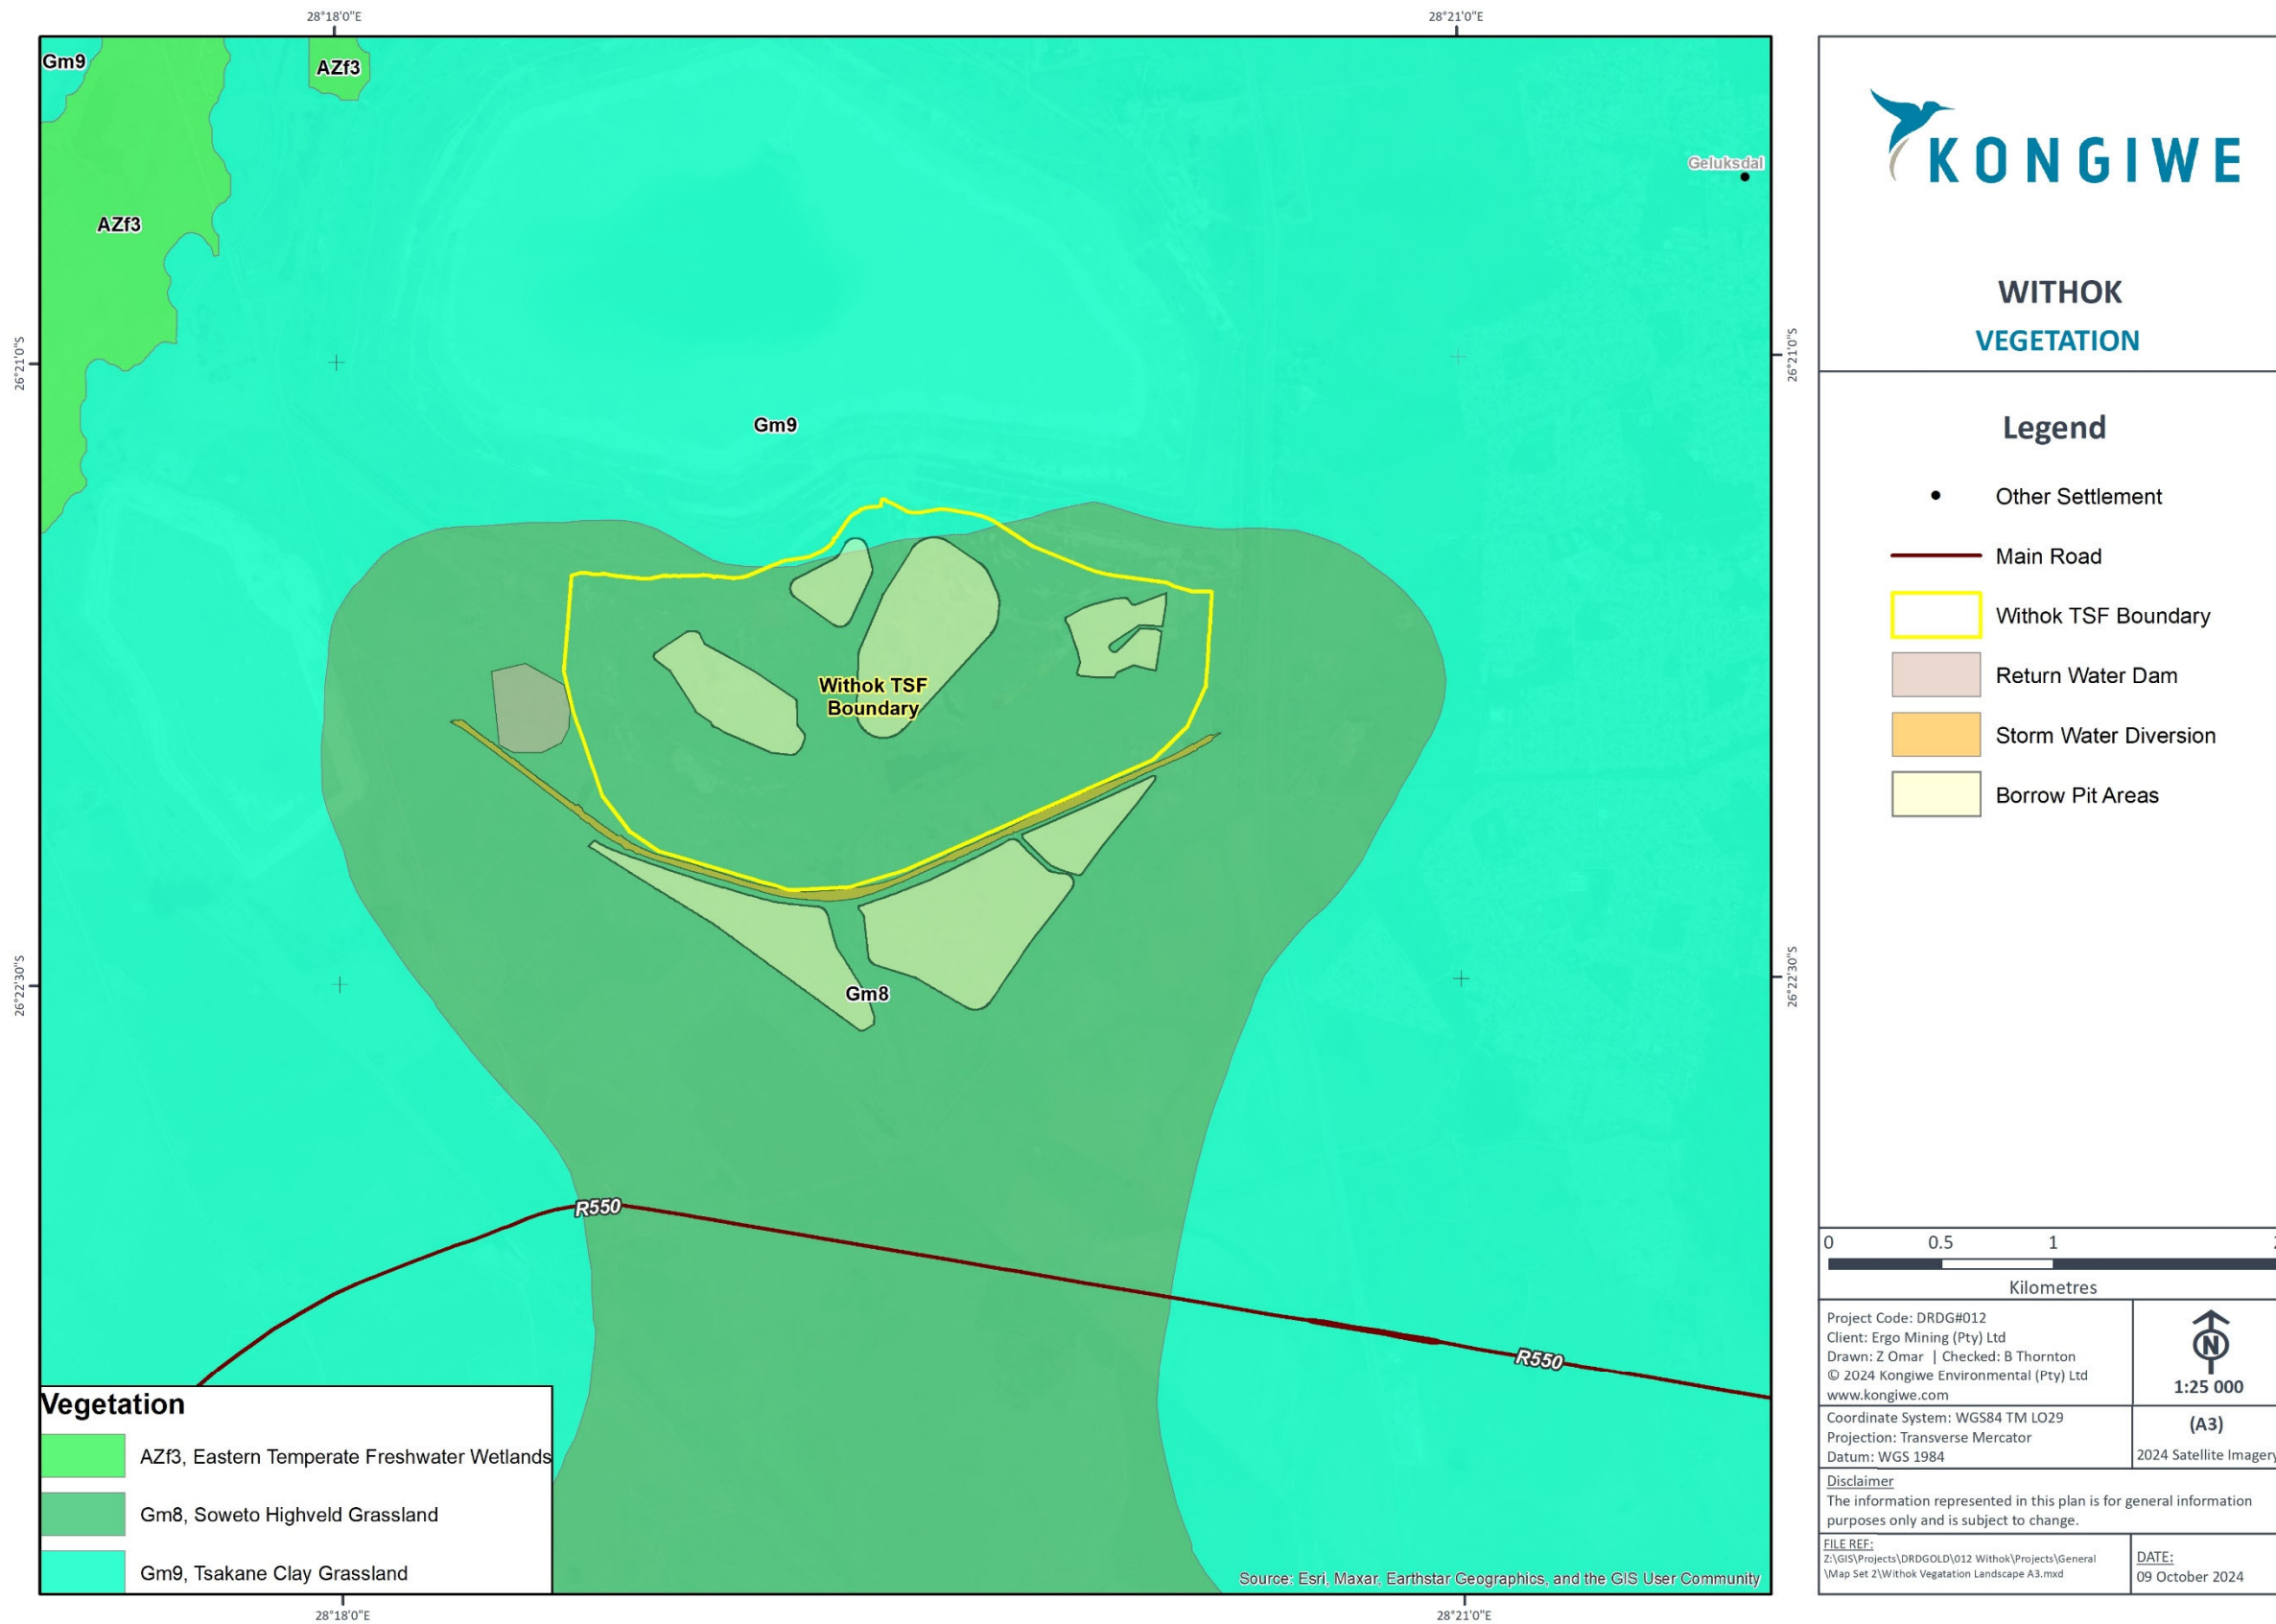 28°18'0"E
28°21'0"E
Gm9
AZf3
AZf3
Geluksdal
26°21'0"S
26°21'0"S
Gm9
Withok TSF
Boundary
26°22'30"S
26°22'30"S
Gm8
R550
R550
Vegetation
AZf3, Eastern Temperate Freshwater Wetlands
Gm8, Soweto Highveld Grassland
Gm9, Tsakane Clay Grassland
Source: Esri, Maxar, Earthstar Geographics, and the GIS User Community
28°18'0"E
28°21'0"E
KONGIWE
WITHOK
VEGETATION
Legend
Other Settlement
Main Road
Withok TSF Boundary
Return Water Dam
Storm Water Diversion
Borrow Pit Areas
0 0.5 1
Kilometres
Project Code: DRDG#012
Client: Ergo Mining (Pty) Ltd
Drawn: Z Omar | Checked: B Thornton
© 2024 Kongiwe Environmental (Pty) Ltd
www.kongiwe.com
N
1:25 000
Coordinate System: WGS84 TM LO29
Projection: Transverse Mercator
Datum: WGS 1984
(A3)
2024 Satellite Imagery
Disclaimer
The information represented in this plan is for general information
purposes only and is subject to change.
FILE REF:
Z:\GIS\Projects\DRDGOLD\012 Withok\Projects\General
\Map Set 2\Withok Vegatation Landscape A3.mxd
DATE:
09 October 2024